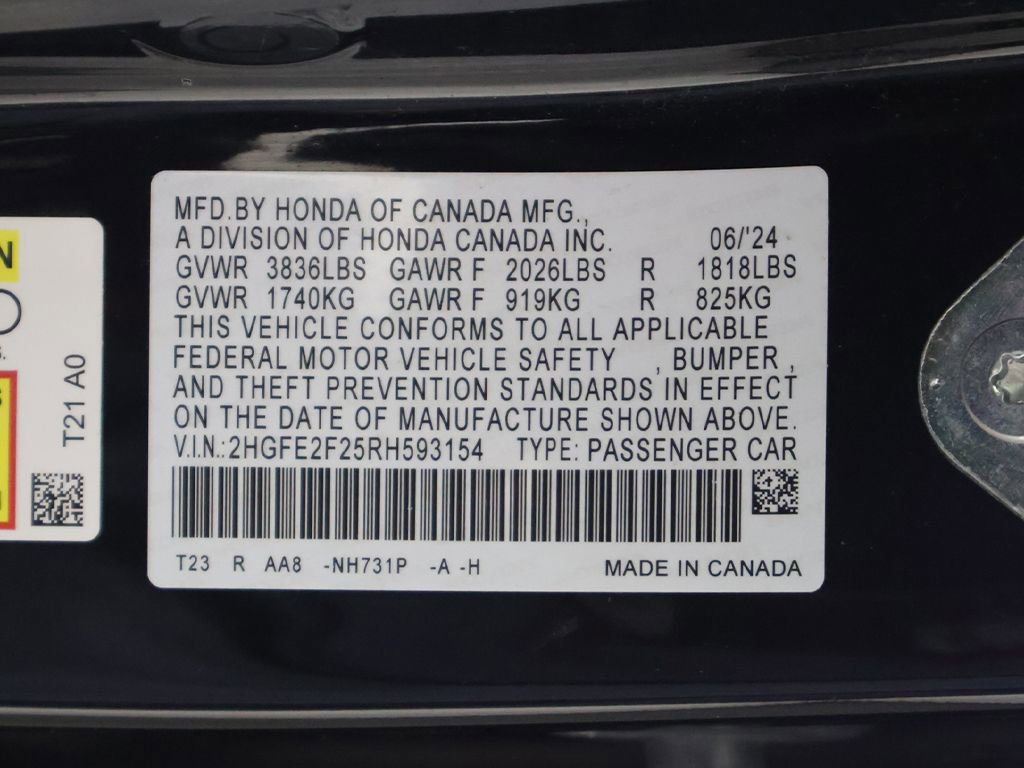 MFD.BY HONDA OF CANADA MFG.,
A DIVISION OF HONDA CANADA INC. 06/'24
GVWR 3836LBS GAWR F 2026LBS R 1818LBS
GVWR 1740KG GAWR F 919KG R 825KG
THIS VEHICLE CONFORMS TO ALL APPLICABLE
FEDERAL MOTOR VEHICLE SAFETY , BUMPER ,
AND THEFT PREVENTION STANDARDS IN EFFECT
ON THE DATE OF MANUFACTURE SHOWN ABOVE.
V.I.N.:2HGFE2F25RH593154 TYPE: PASSENGER CAR
T23 R AA8 -NH731P -A -H MADE IN CANADA
T21 A0